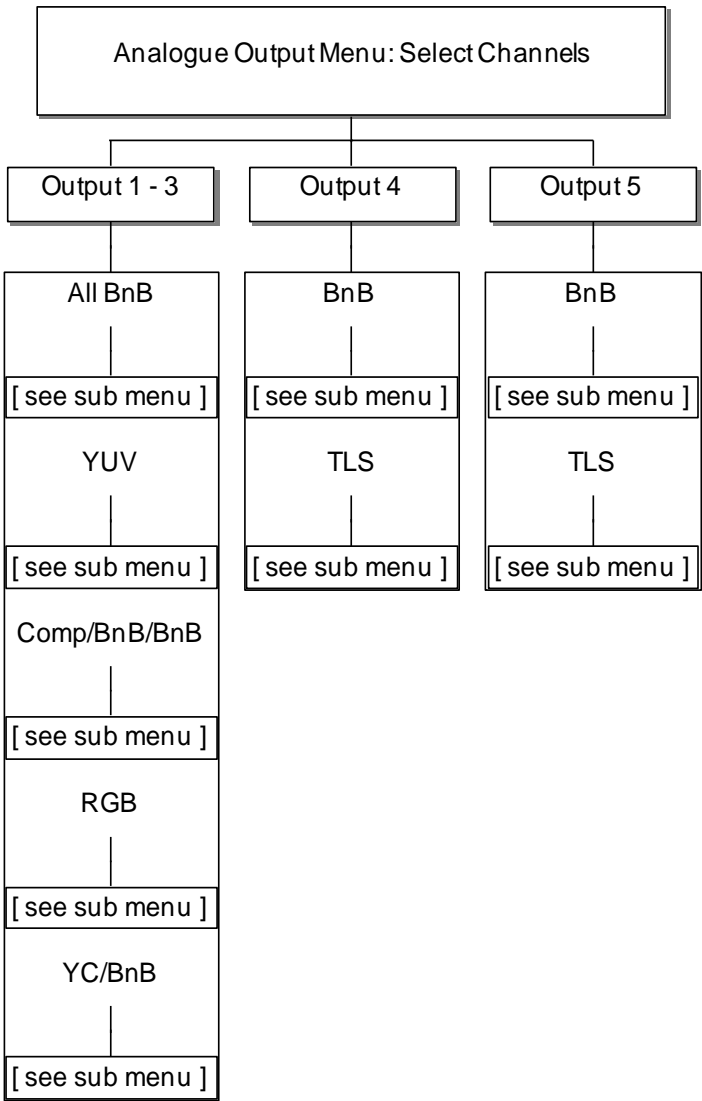 Analogue Output Menu: Select Channels
Output 1 - 3
Output 4
Output 5
All BnB
[ see sub menu ]
YUV
[ see sub menu ]
Comp/BnB/BnB
[ see sub menu ]
RGB
[ see sub menu ]
YC/BnB
[ see sub menu ]
BnB
[ see sub menu ]
TLS
[ see sub menu ]
BnB
[ see sub menu ]
TLS
[ see sub menu ]